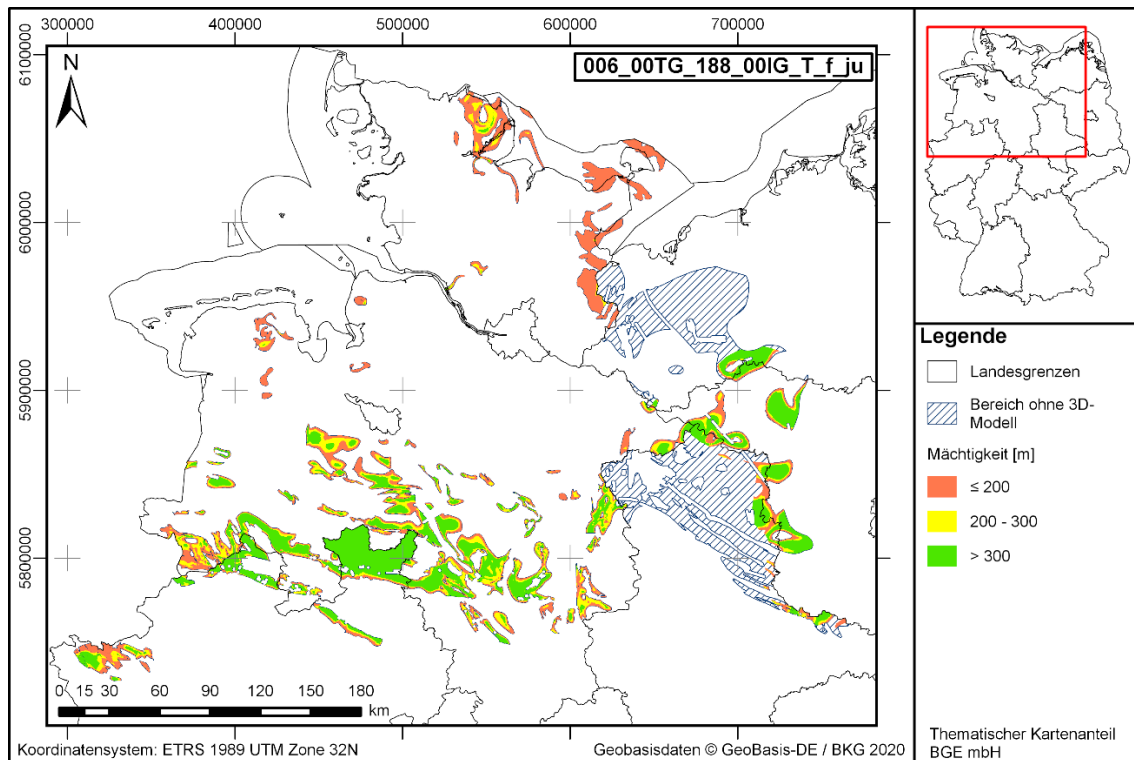 300000 400000 500000 600000 700000
6100000
6000000
5900000
5800000
N
006_00TG_188_00IG_T_f_ju
0 15 30 60 90 120 150 180
km
Koordinatensystem: ETRS 1989 UTM Zone 32N
Geobasisdaten © GeoBasis-DE / BKG 2020
Legende
Landesgrenzen
Bereich ohne 3D-
Modell
Mächtigkeit [m]
≤ 200
200 - 300
> 300
Thematischer Kartenanteil
BGE mbH